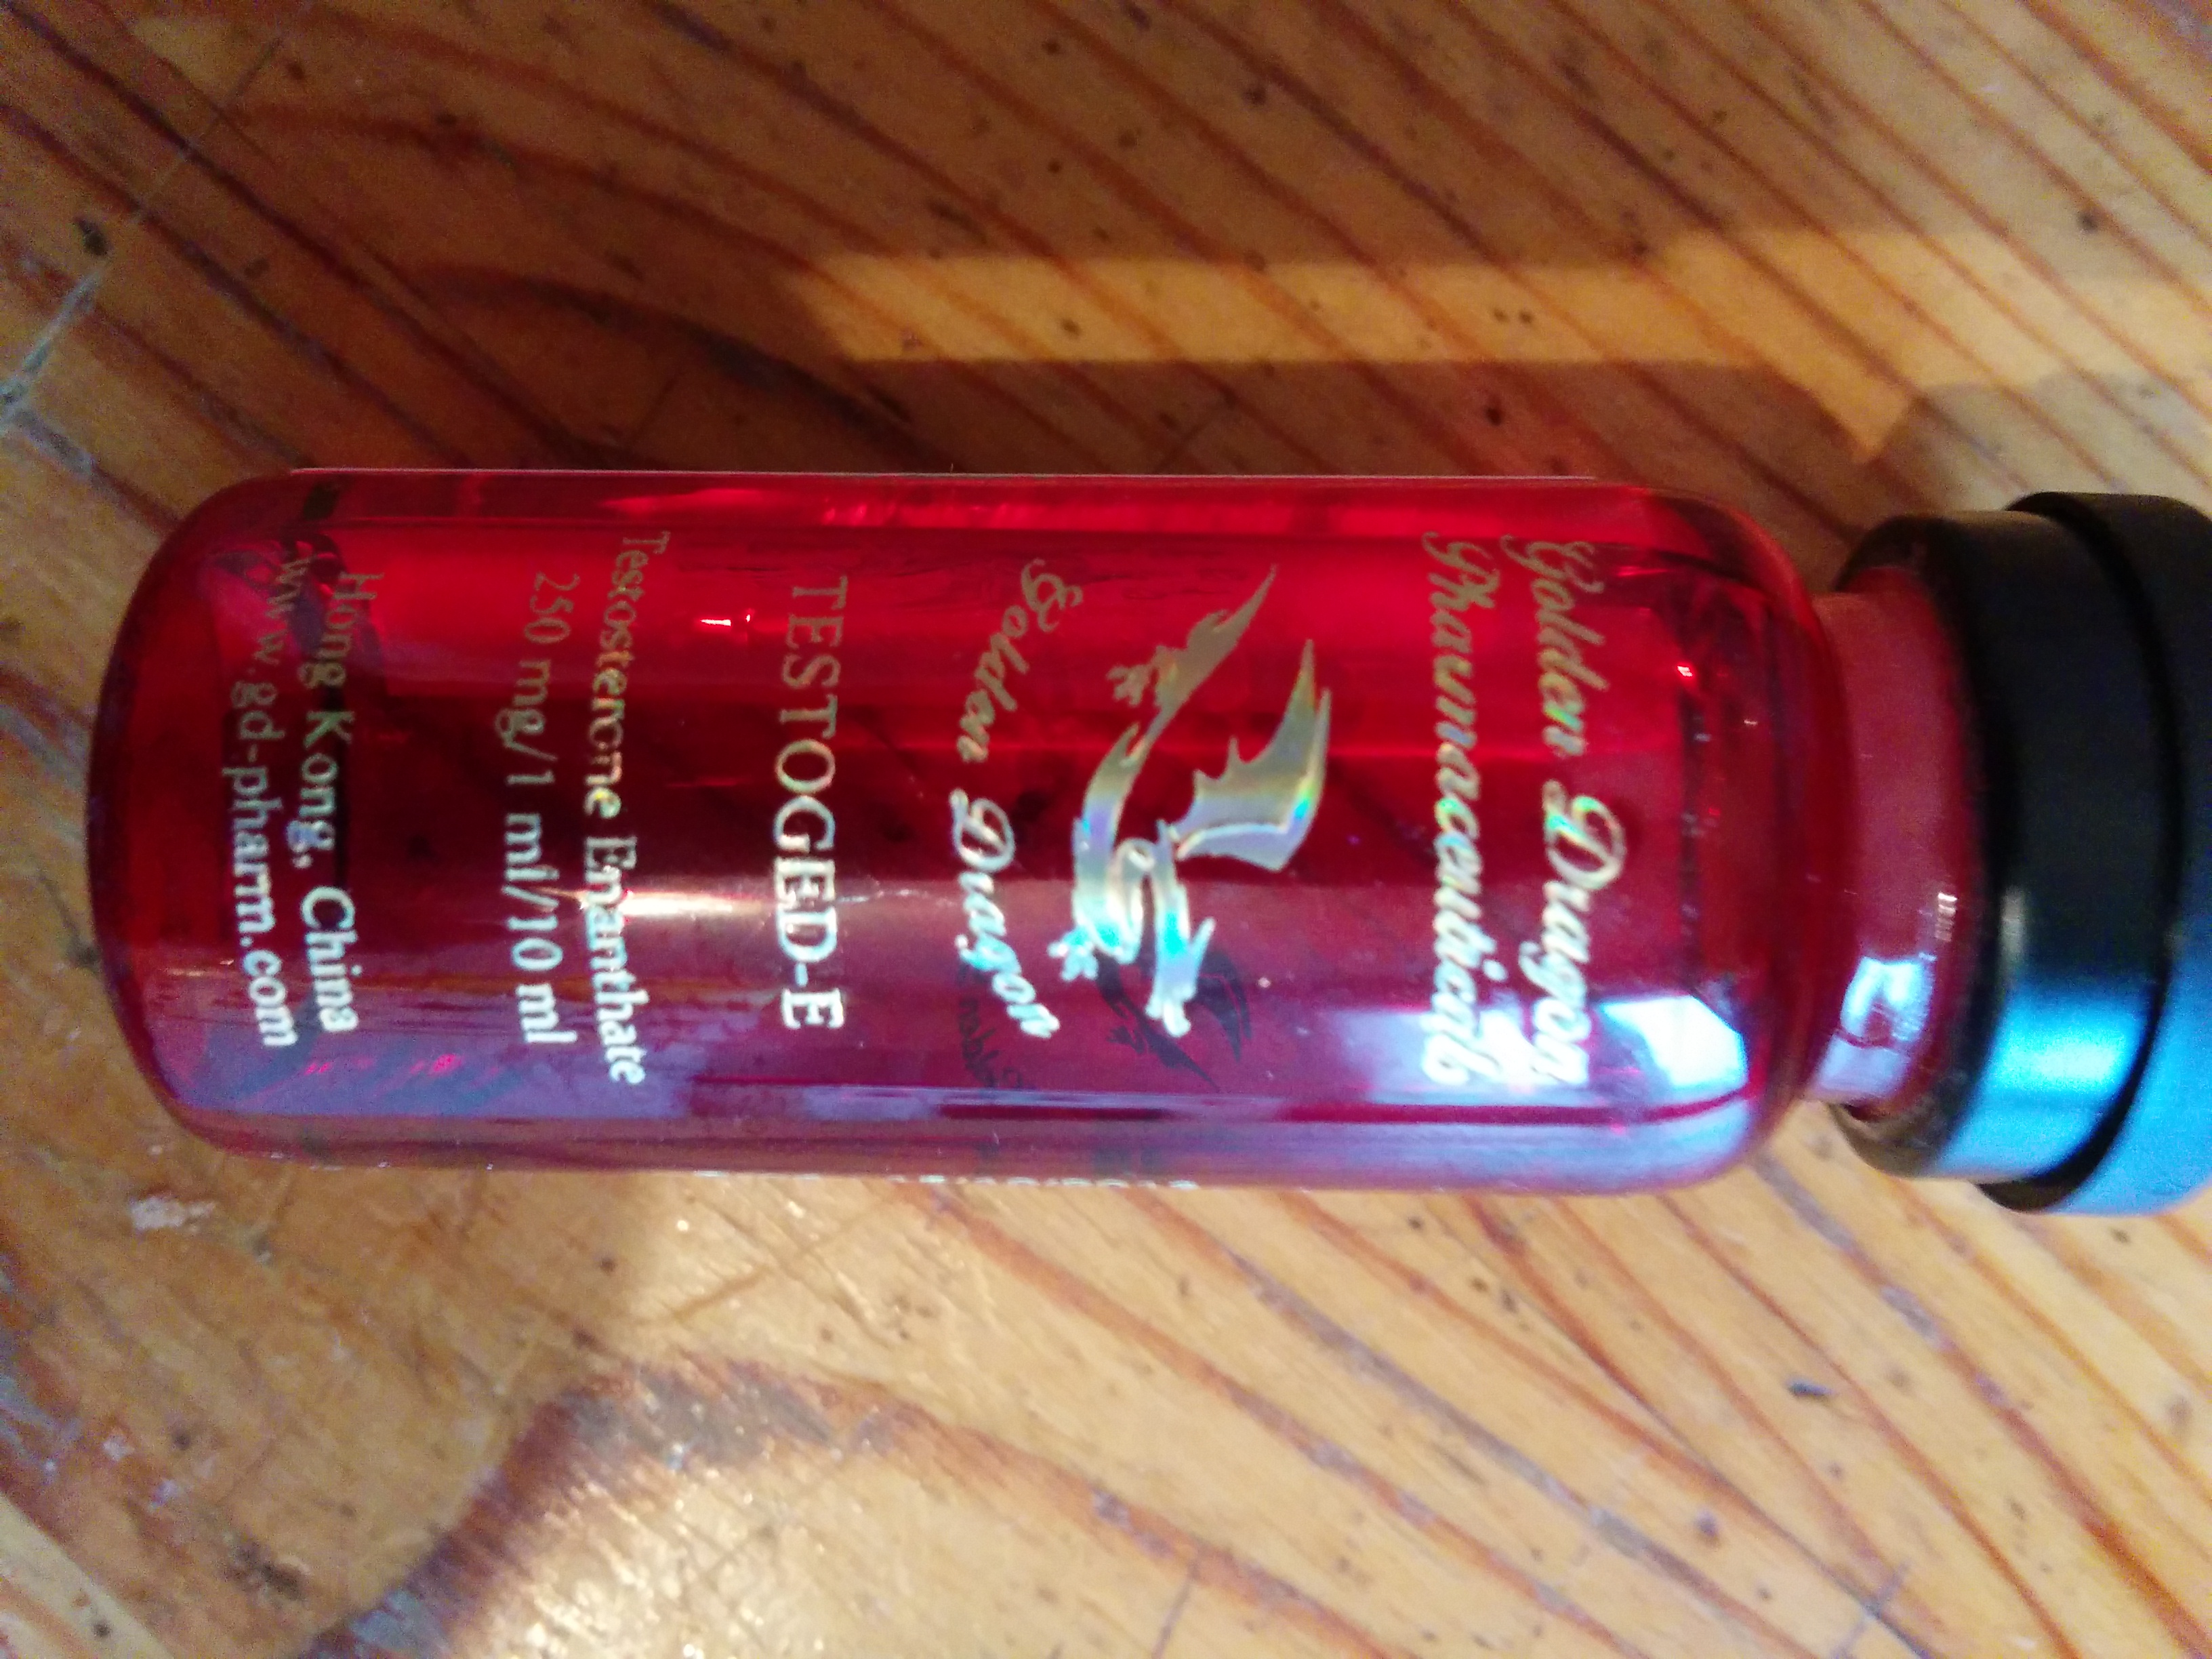 Golden Dragon
Pharmaceuticals
Golden Dragon
TESTOGED-E
Testosterone Enanthate
250 mg/1 ml/10 ml
Hong Kong, China
www.gd-pharm.com